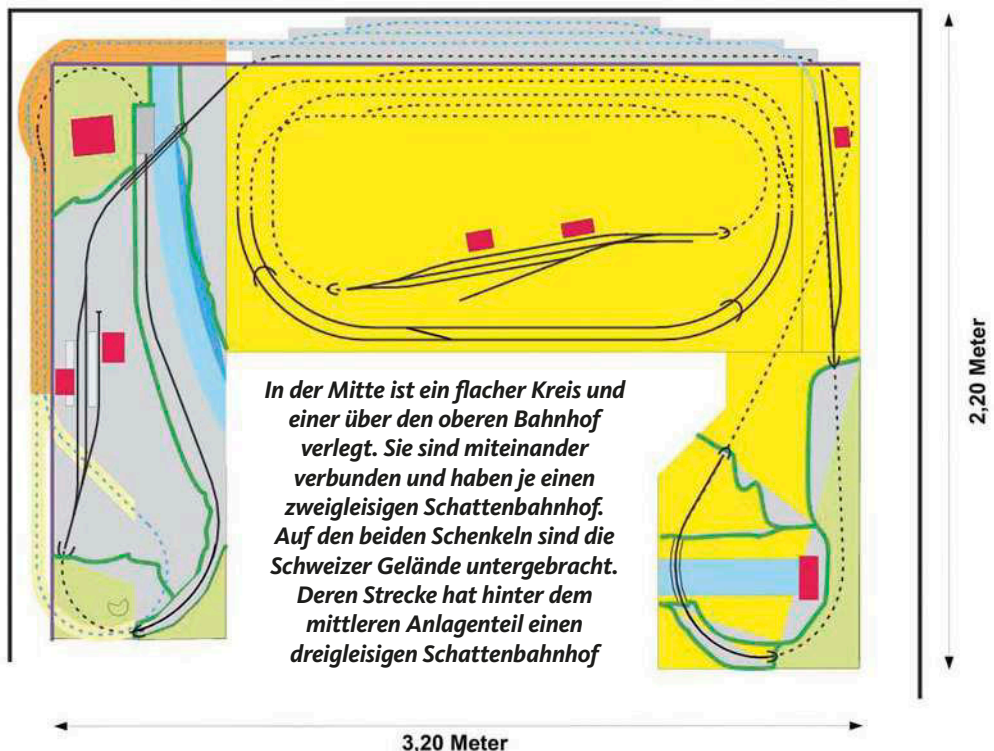 In der Mitte ist ein flacher Kreis und
einer über den oberen Bahnhof
verlegt. Sie sind miteinander
verbunden und haben je einen
zweigleisigen Schattenbahnhof.
Auf den beiden Schenkeln sind die
Schweizer Gelände untergebracht.
Deren Strecke hat hinter dem
mittleren Anlagenteil einen
dreigleisigen Schattenbahnhof
2,20 Meter
3,20 Meter